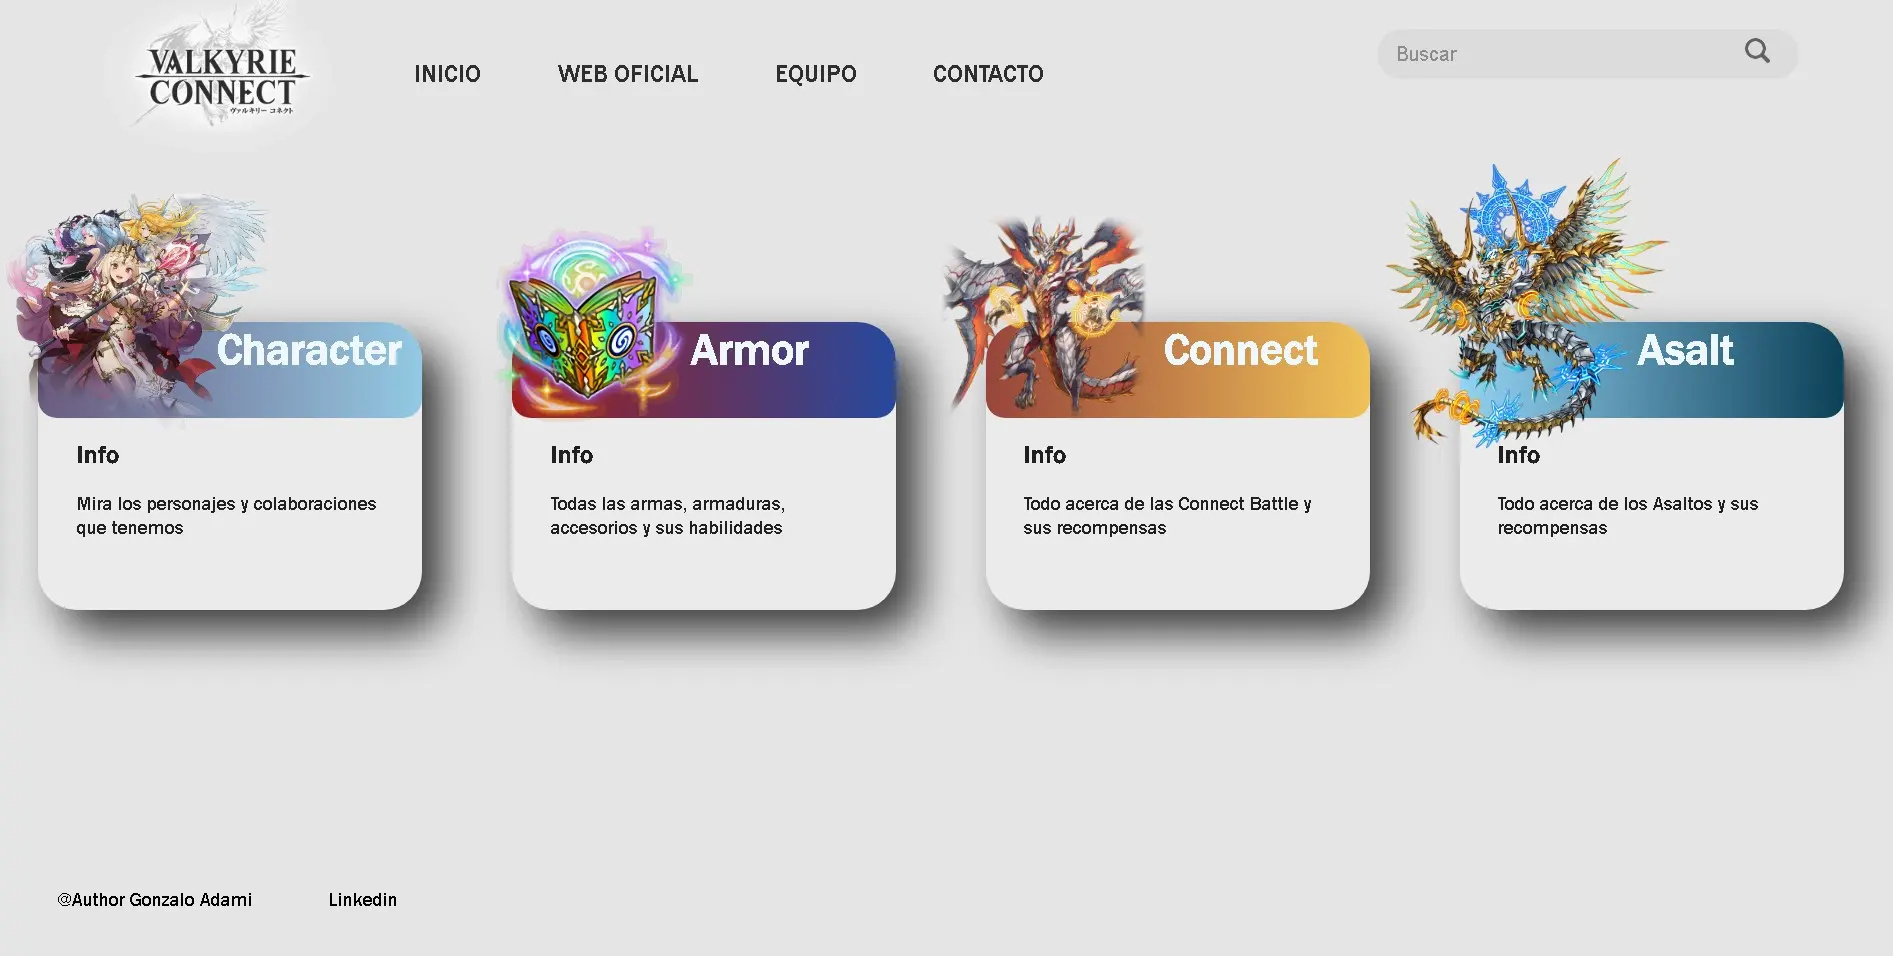 VALKYRIE
CONNECT
ヴァルキリー コネクト
INICIO
WEB OFICIAL
EQUIPO
CONTACTO
Buscar
Character
Info
Mira los personajes y colaboraciones
que tenemos
Armor
Info
Todas las armas, armaduras,
accesorios y sus habilidades
Connect
Info
Todo acerca de las Connect Battle y
sus recompensas
Asalt
Info
Todo acerca de los Asaltos y sus
recompensas
@Author Gonzalo Adami
Linkedin